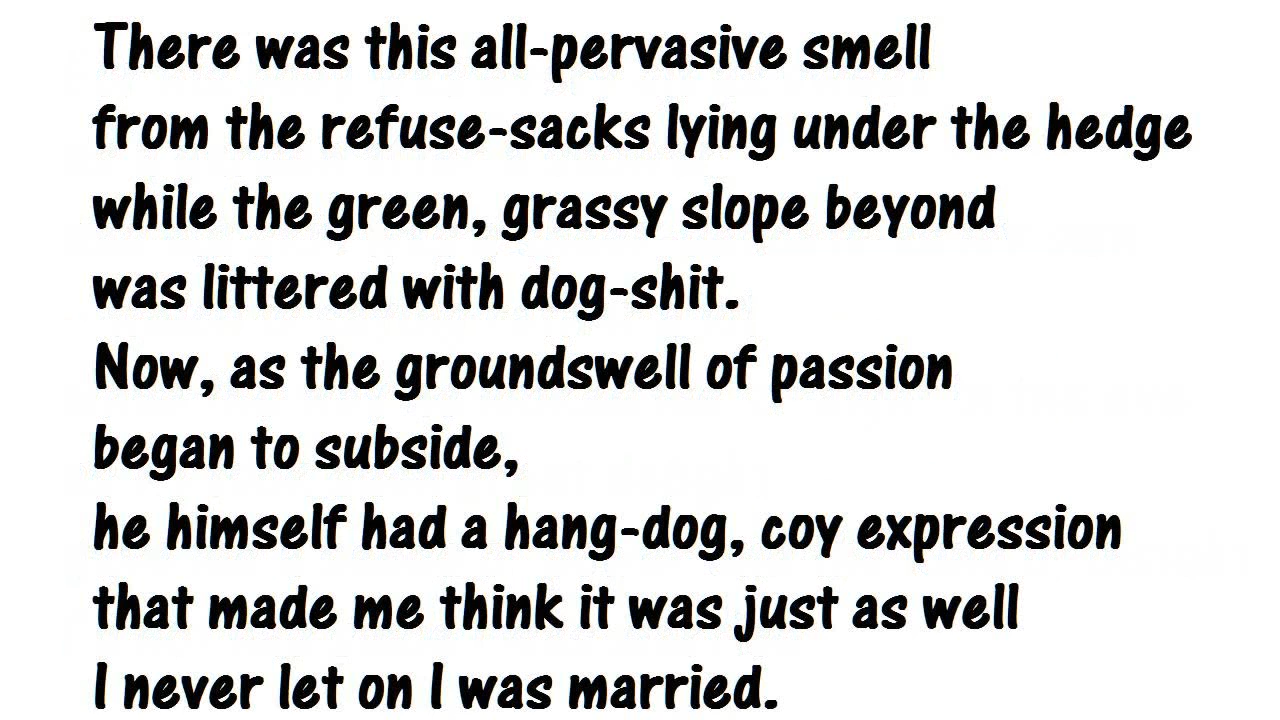 There was this all-pervasive smell
from the refuse-sacks lying under the hedge
while the green, grassy slope beyond
was littered with dog-shit.
Now, as the groundswell of passion
began to subside,
he himself had a hang-dog, coy expression
that made me think it was just as well
I never let on I was married.